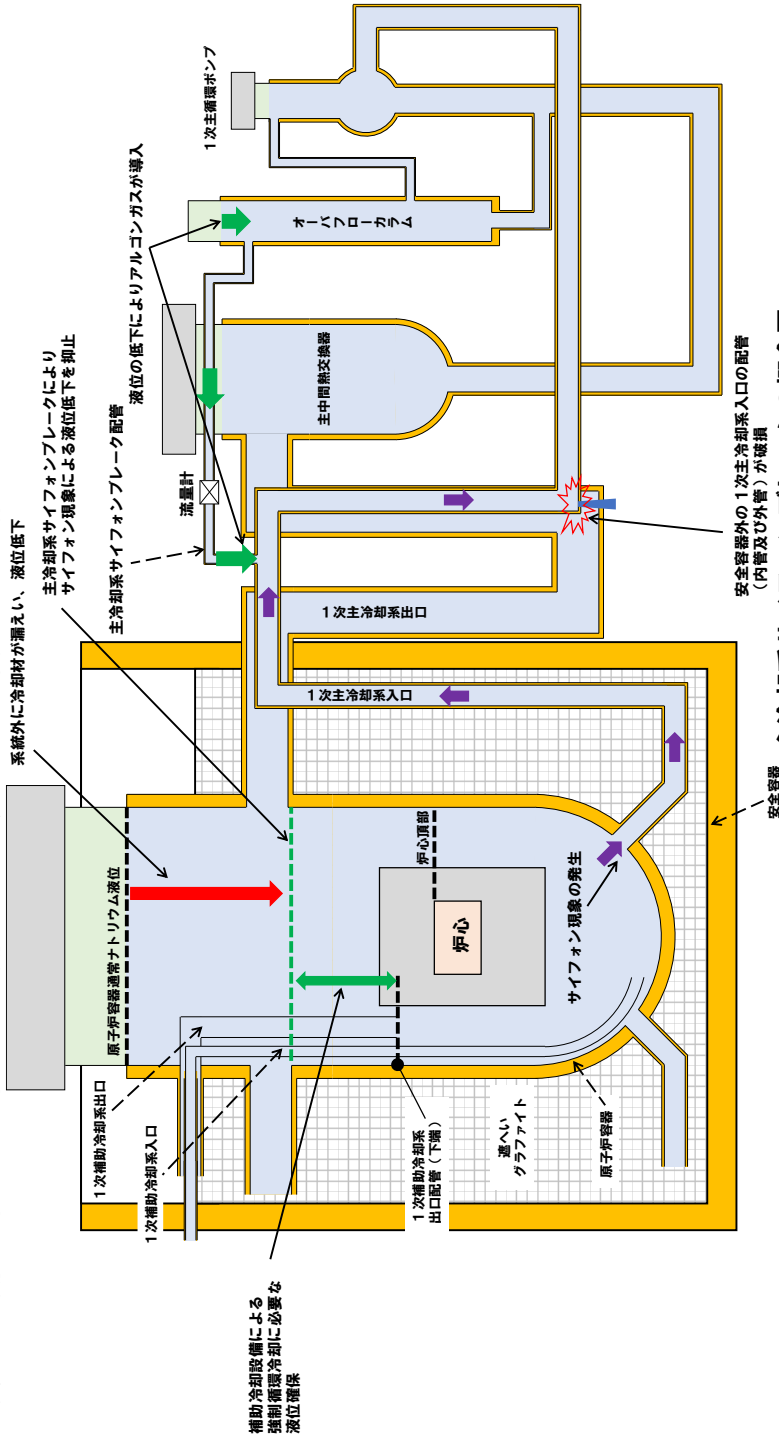 系統外に冷却材が漏えい、液位低下
主冷却系サイフォンブレークにより
サイフォン現象による液位低下を抑止
主冷却系サイフォンブレーク配管
液位の低下によりアルゴンガスが導入
1次主循環ポンプ
流量計
オーバフローカラム
主中間熱交換器
原子炉容器通常ナトリウム液位
1次補助冷却系出口
1次補助冷却系入口
1次主冷却系出口
1次主冷却系入口
炉心頂部
炉心
補助冷却設備による
強制循環冷却に必要な
液位確保
1次補助冷却系
出口配管(下端)
サイフォン現象の発生
遮へい
グラファイト
原子炉容器
安全容器
安全容器外の1次主冷却系入口の配管
(内管及び外管)が破損